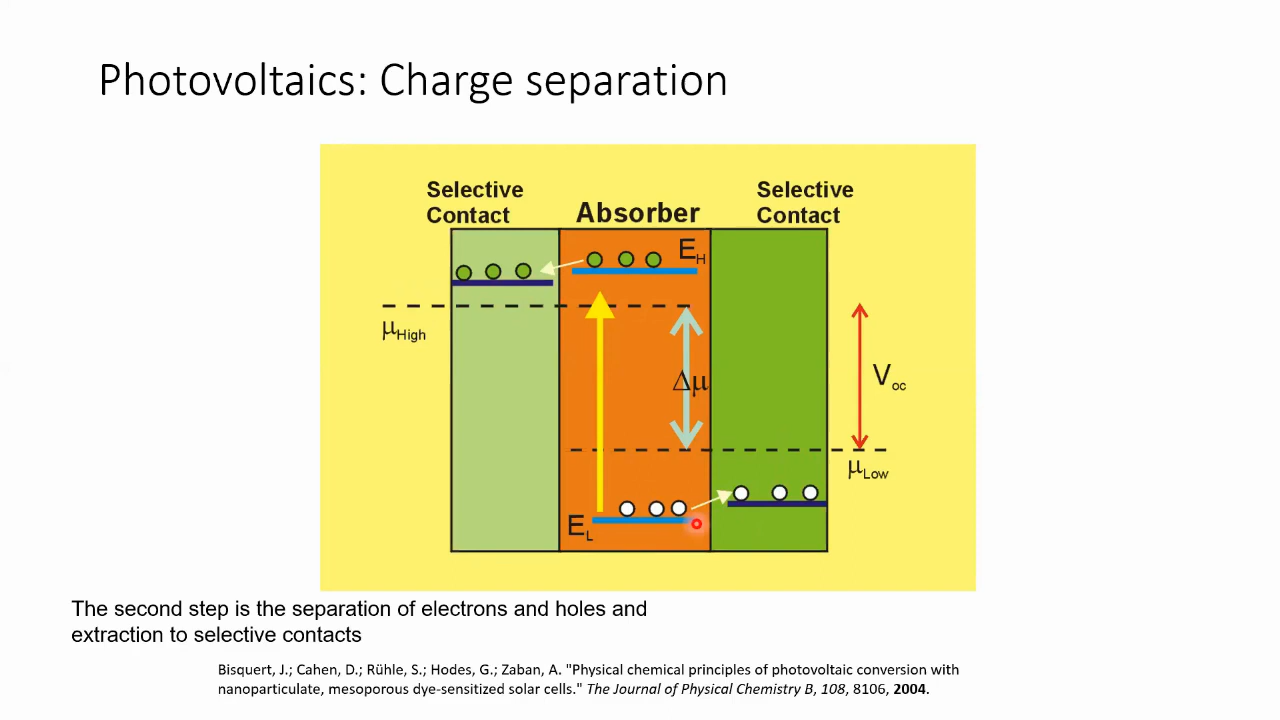 Photovoltaics: Charge separation
Selective
Contact
Absorber
Selective
Contact
E_H
μ_High
Δμ
V_oc
μ_Low
E_L
The second step is the separation of electrons and holes and
extraction to selective contacts
Bisquert, J.; Cahen, D.; Rühle, S.; Hodes, G.; Zaban, A. "Physical chemical principles of photovoltaic conversion with
nanoparticulate, mesoporous dye-sensitized solar cells." The Journal of Physical Chemistry B, 108, 8106, 2004.